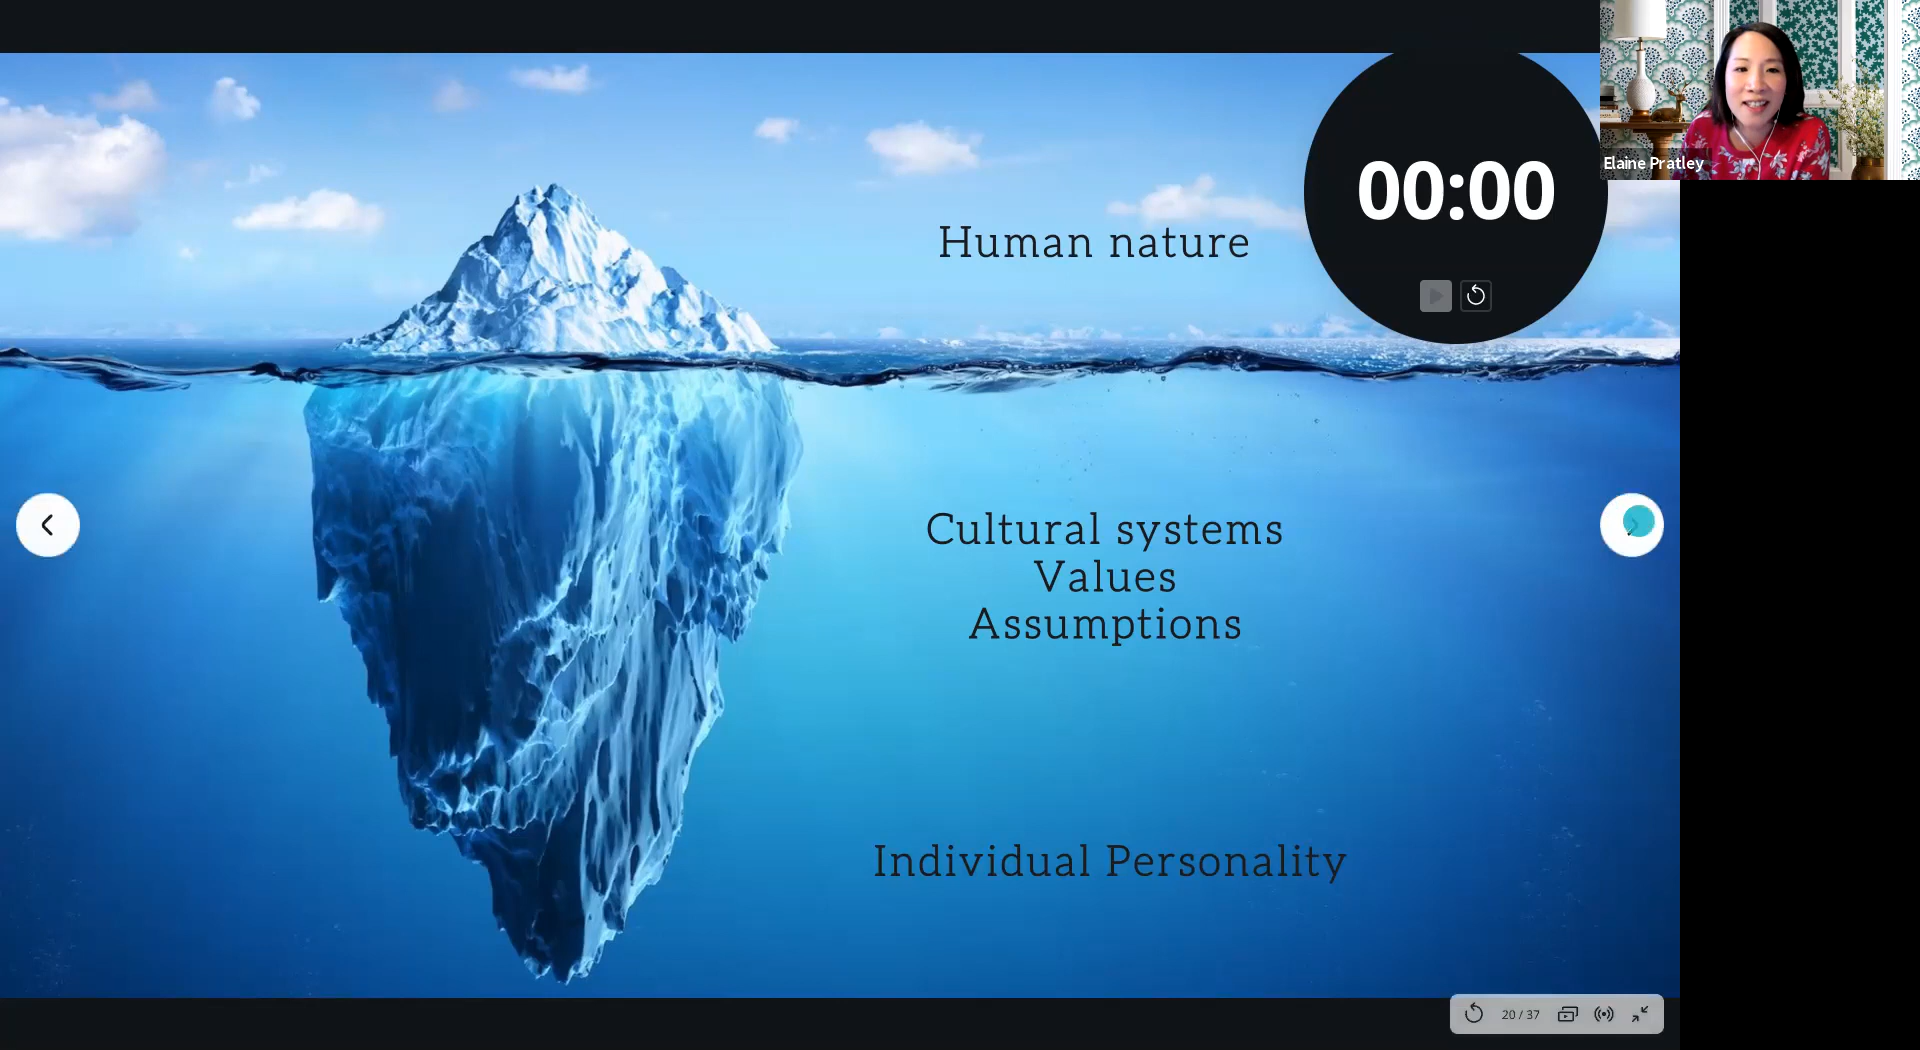 Human nature
00:00
Elaine Pratley
Cultural systems
Values
Assumptions
Individual Personality
20 / 37